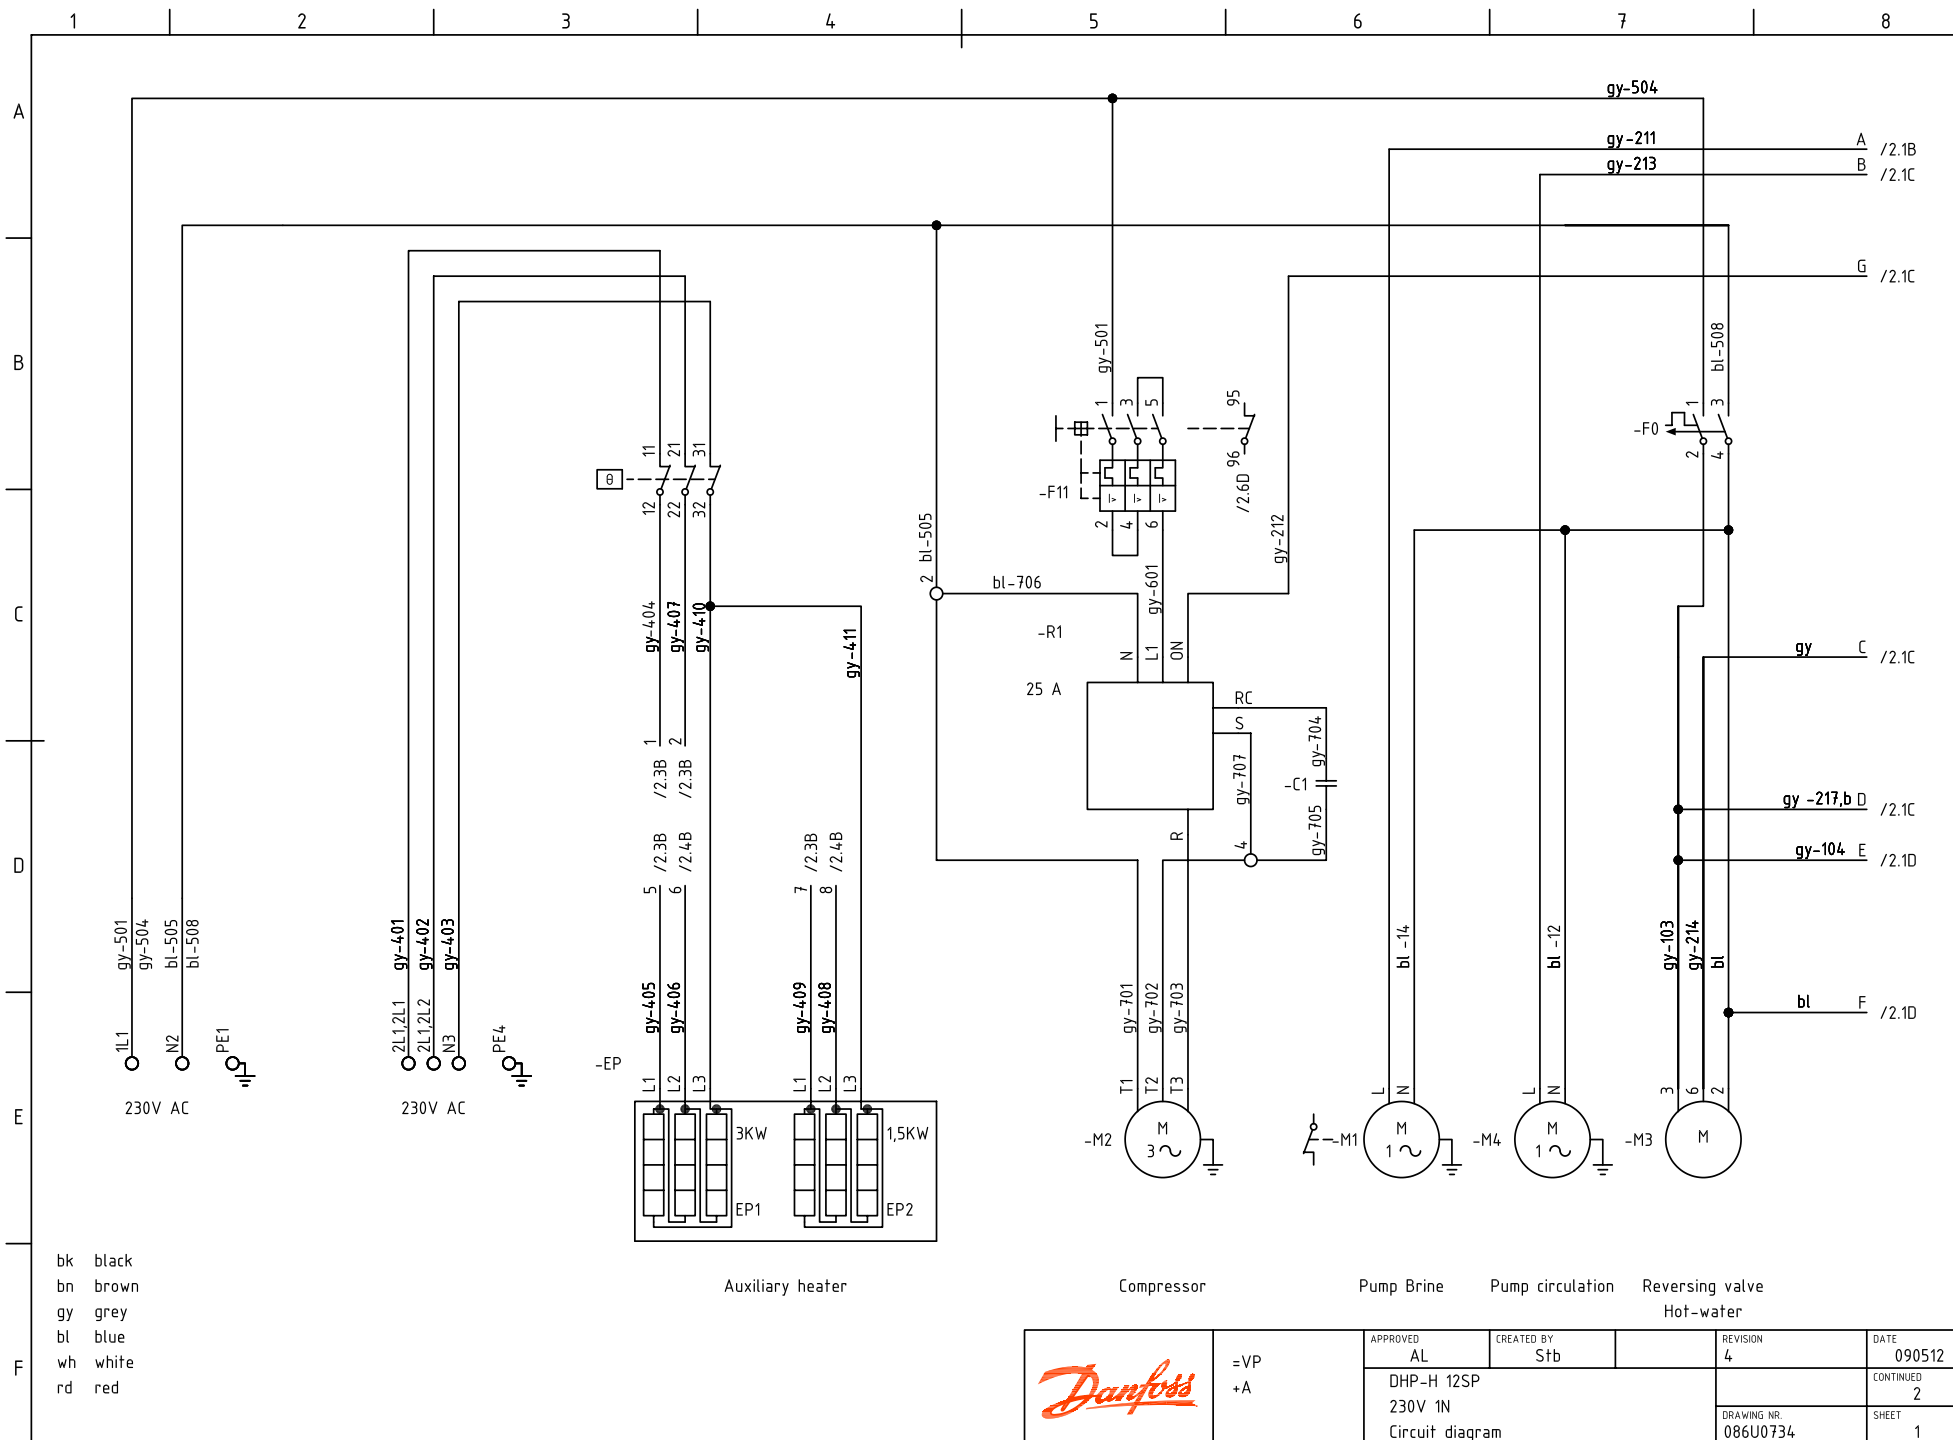 1 2 3 4 5 6 7 8
A
gy-504
gy-211 A /2.1B
gy-213 B /2.1C
G /2.1C
B
gy-501
bl-508
11 21 31
θ
12 22 32
1 3 5
95
96
/2.6D
-F11
I> I> I>
2 4 6
-F0
1 3
2 4
C
bl-505
2
bl-706
gy-601
gy-212
gy-404
gy-407
gy-410
gy-411
-R1
N L1 ON
25 A
RC
S
gy-704
gy-707
-C1
gy-705
R
4
gy C /2.1C
1 2
/2.3B /2.3B
gy -217,b D /2.1C
D
/2.3B /2.4B /2.3B /2.4B
5 6 7 8
gy-104 E /2.1D
gy-501
gy-504
bl-505
bl-508
gy-401
gy-402
gy-403
gy-405
gy-406
gy-409
gy-408
gy-701
gy-702
gy-703
bl -14
bl -12
gy-103
gy-214
bl
bl F /2.1D
1L1 N2 PE1
2L1,2L1 2L1,2L2 N3 PE4
230V AC
230V AC
E
-EP
L1 L2 L3 L1 L2 L3
3KW
EP1
1,5KW
EP2
T1 T2 T3
-M2
M
3
L N
-M1
M
1
L N
-M4
M
1
3 6 2
-M3
M
Auxiliary heater
Compressor
Pump Brine
Pump circulation
Reversing valve
Hot-water
F
bk black
bn brown
gy grey
bl blue
wh white
rd red
Danfoss
=VP
+A
APPROVED
AL
CREATED BY
Stb
REVISION
4
DATE
090512
DHP-H 12SP
230V 1N
Circuit diagram
CONTINUED
2
DRAWING NR.
086U0734
SHEET
1